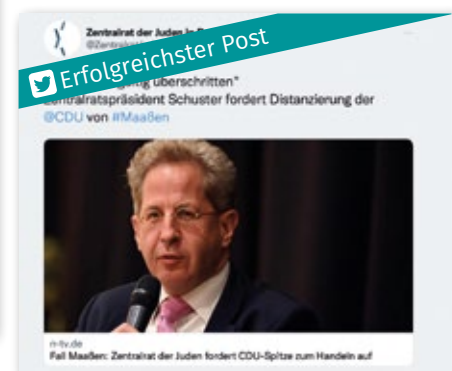 Zentralrat der Juden in
Erfolgreichster Post
überschritten"
Zentralratspräsident Schuster fordert Distanzierung der
@CDU von #Maaßen
n-tv.de
Fall Maaßen: Zentralrat der Juden fordert CDU-Spitze zum Handeln auf